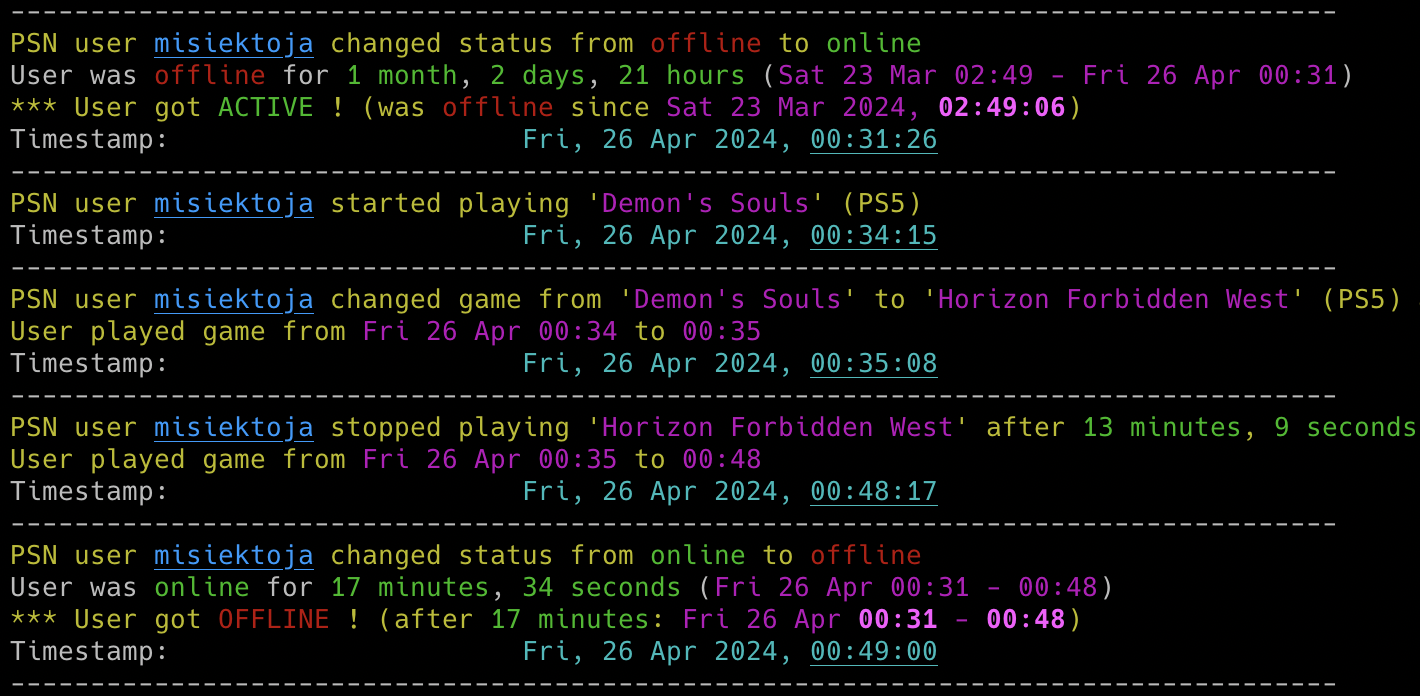 -----------------------------------------------------------------------------------
PSN user misiektoja changed status from offline to online
User was offline for 1 month, 2 days, 21 hours (Sat 23 Mar 02:49 - Fri 26 Apr 00:31)
*** User got ACTIVE ! (was offline since Sat 23 Mar 2024, 02:49:06)
Timestamp:                      Fri, 26 Apr 2024, 00:31:26
-----------------------------------------------------------------------------------
PSN user misiektoja started playing 'Demon's Souls' (PS5)
Timestamp:                      Fri, 26 Apr 2024, 00:34:15
-----------------------------------------------------------------------------------
PSN user misiektoja changed game from 'Demon's Souls' to 'Horizon Forbidden West' (PS5)
User played game from Fri 26 Apr 00:34 to 00:35
Timestamp:                      Fri, 26 Apr 2024, 00:35:08
-----------------------------------------------------------------------------------
PSN user misiektoja stopped playing 'Horizon Forbidden West' after 13 minutes, 9 seconds
User played game from Fri 26 Apr 00:35 to 00:48
Timestamp:                      Fri, 26 Apr 2024, 00:48:17
-----------------------------------------------------------------------------------
PSN user misiektoja changed status from online to offline
User was online for 17 minutes, 34 seconds (Fri 26 Apr 00:31 - 00:48)
*** User got OFFLINE ! (after 17 minutes: Fri 26 Apr 00:31 - 00:48)
Timestamp:                      Fri, 26 Apr 2024, 00:49:00
-----------------------------------------------------------------------------------